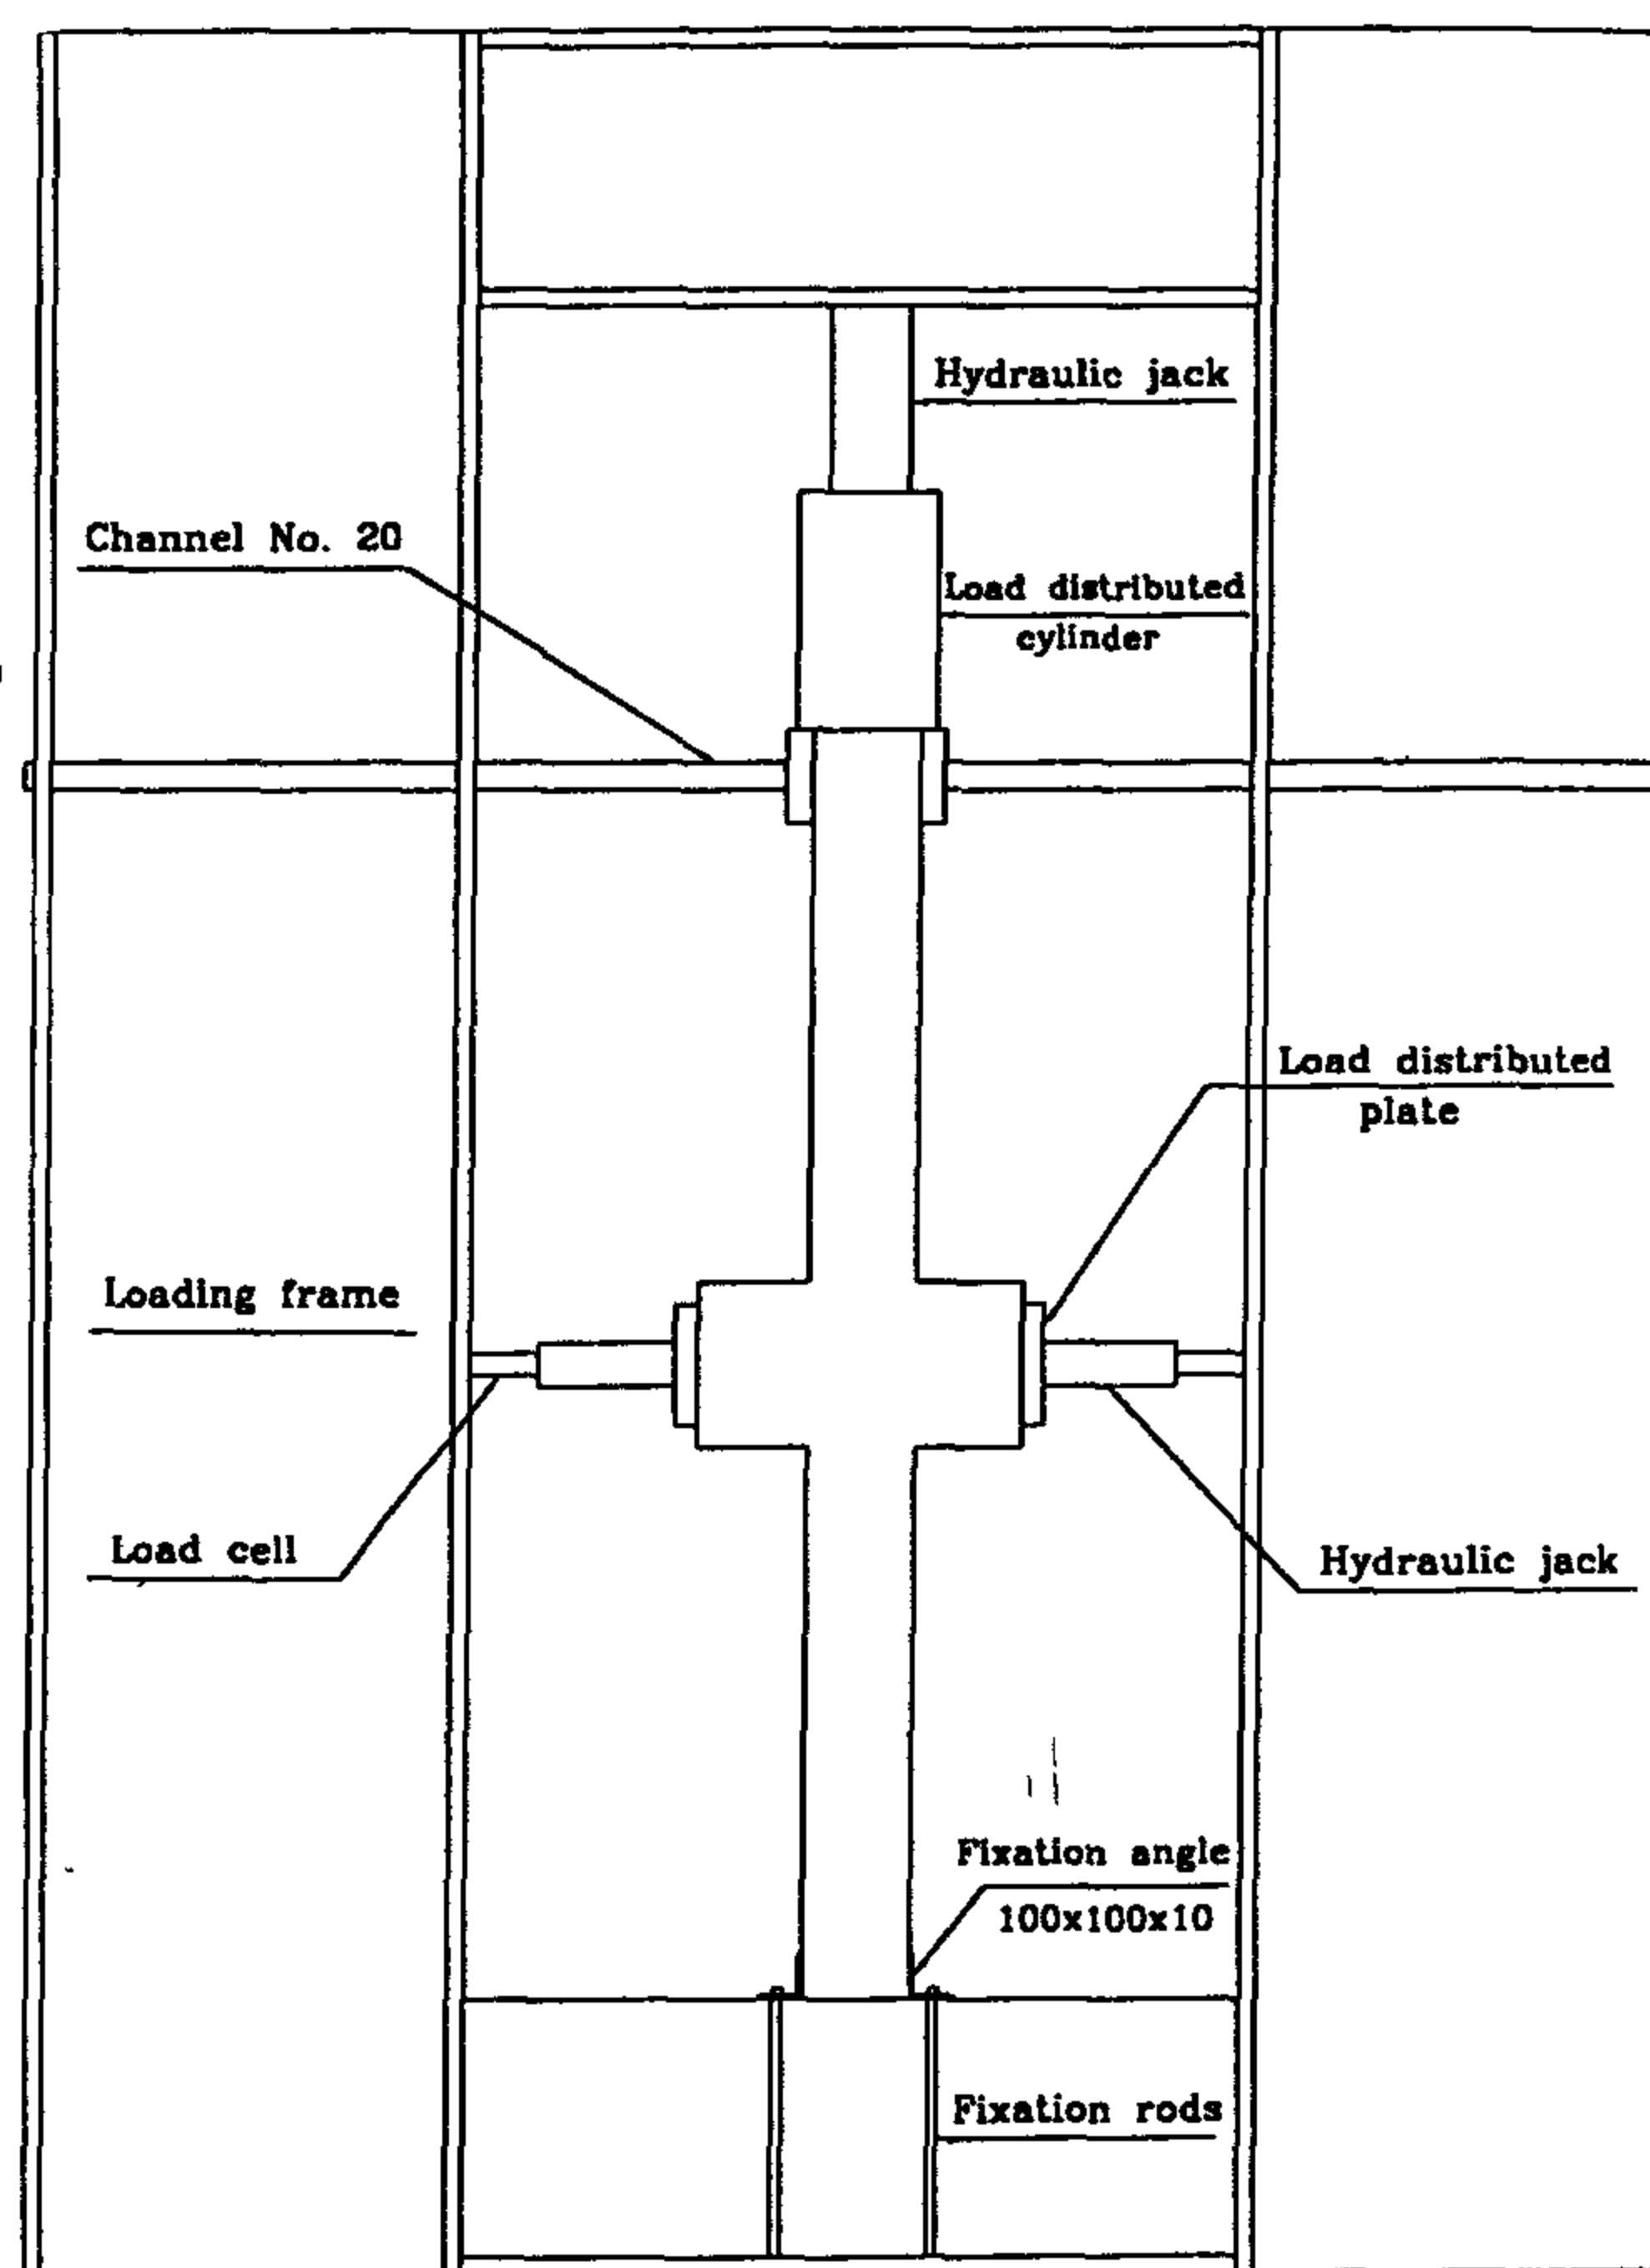 Hydraulic jack
Channel No. 20
Load distributed
cylinder
Load distributed
plate
Loading frame
Load cell
Hydraulic jack
Fixation angle
100x100x10
Fixation rods